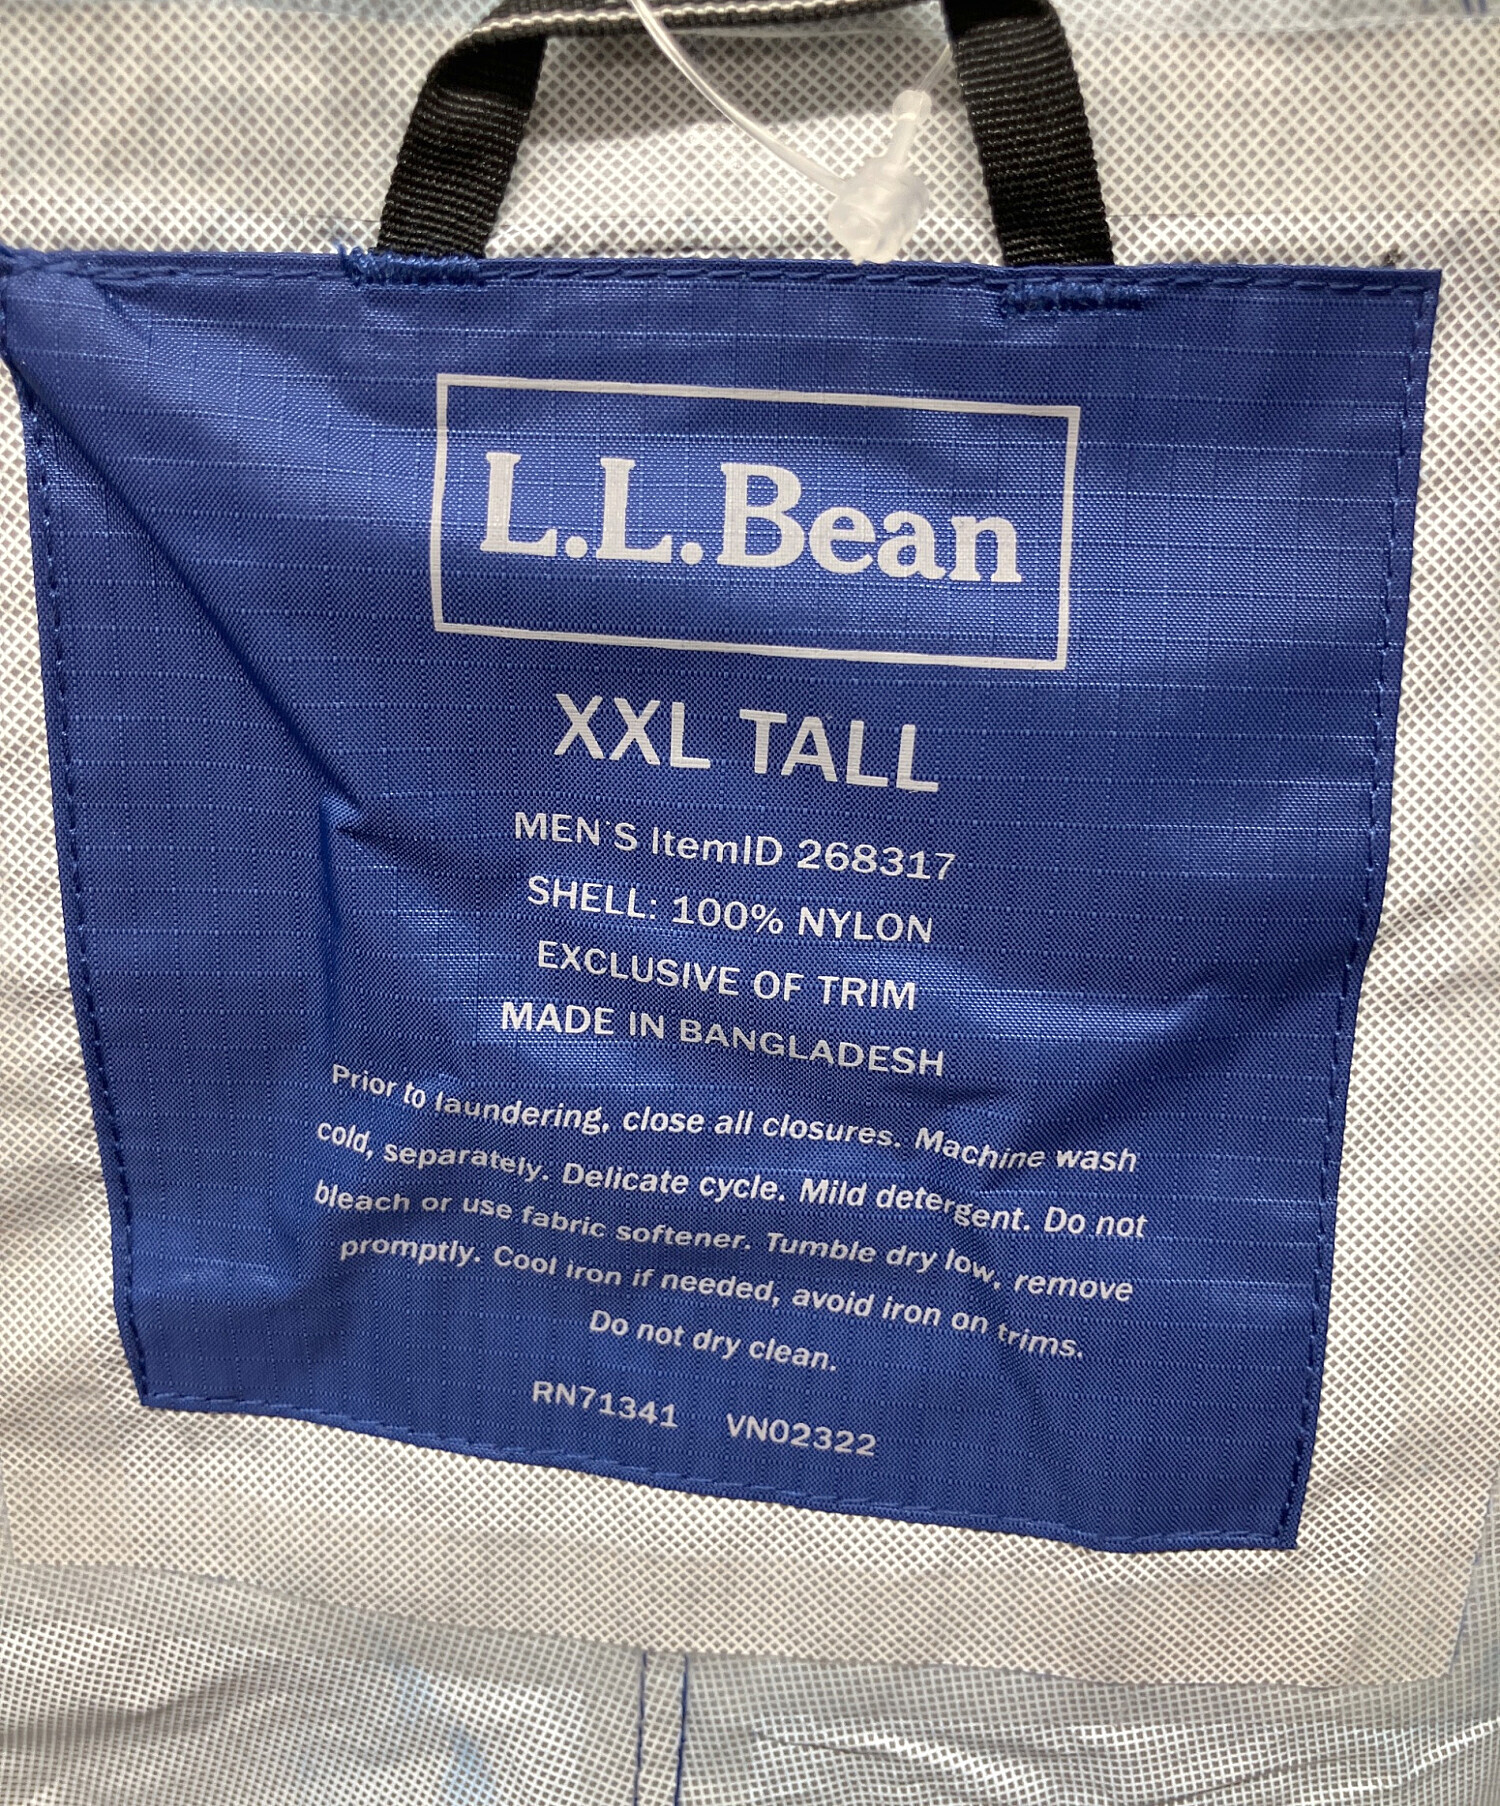 L.L.Bean
XXL TALL
MEN'S ItemID 268317
SHELL: 100% NYLON
EXCLUSIVE OF TRIM
MADE IN BANGLADESH
Prior to laundering, close all closures. Machine wash
cold, separately. Delicate cycle. Mild detergent. Do not
bleach or use fabric softener. Tumble dry low, remove
promptly. Cool iron if needed, avoid iron on trims.
Do not dry clean.
RN71341 VN02322